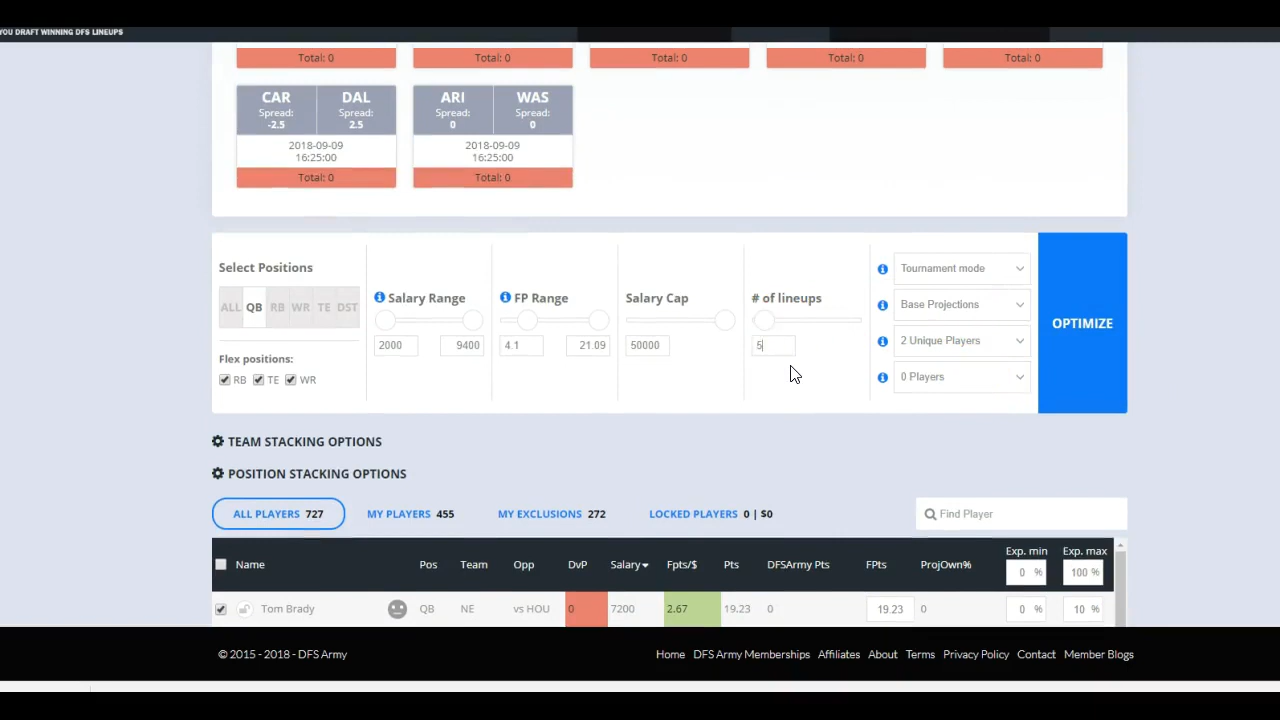 YOU DRAFT WINNING DFS LINEUPS
Total: 0 Total: 0 Total: 0 Total: 0 Total: 0
CAR DAL ARI WAS
Spread: Spread: Spread: Spread:
-2.5 2.5 0 0
2018-09-09 2018-09-09
16:25:00 16:25:00
Total: 0 Total: 0
Select Positions
ALL QB RB WR TE DST
Flex positions:
RB TE WR
Salary Range
2000 9400
FP Range
4.1 21.09
Salary Cap
50000
# of lineups
5
Tournament mode
Base Projections
2 Unique Players
0 Players
OPTIMIZE
TEAM STACKING OPTIONS
POSITION STACKING OPTIONS
ALL PLAYERS 727 MY PLAYERS 455 MY EXCLUSIONS 272 LOCKED PLAYERS 0 | $0 Find Player
Name Pos Team Opp DvP Salary Fpts/$ Pts DFSArmy Pts FPts ProjOwn% Exp. min 0 % Exp. max 100 %
Tom Brady QB NE vs HOU 0 7200 2.67 19.23 0 19.23 0 0 % 10 %
© 2015 - 2018 - DFS Army Home DFS Army Memberships Affiliates About Terms Privacy Policy Contact Member Blogs